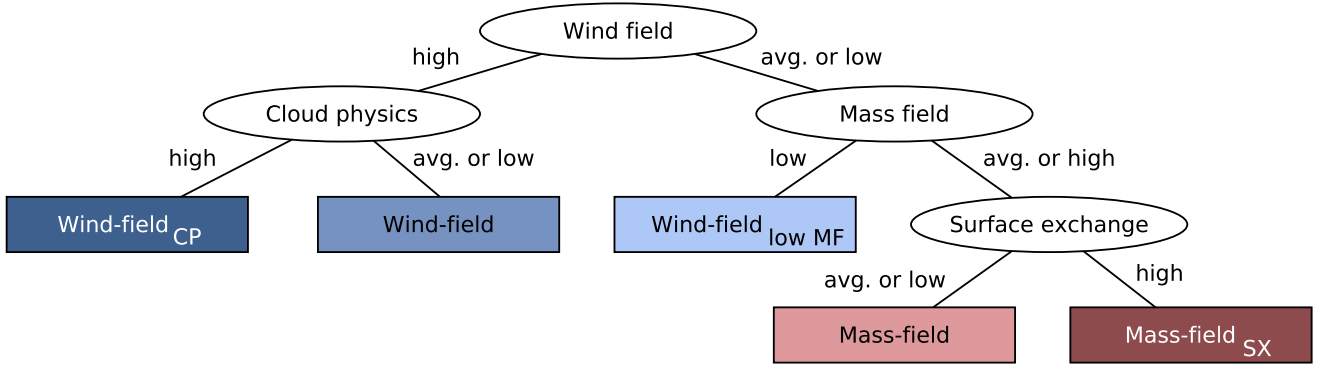 Wind field
high
avg. or low
Cloud physics
Mass field
high
avg. or low
low
avg. or high
Wind-field CP
Wind-field
Wind-field low MF
Surface exchange
avg. or low
high
Mass-field
Mass-field SX